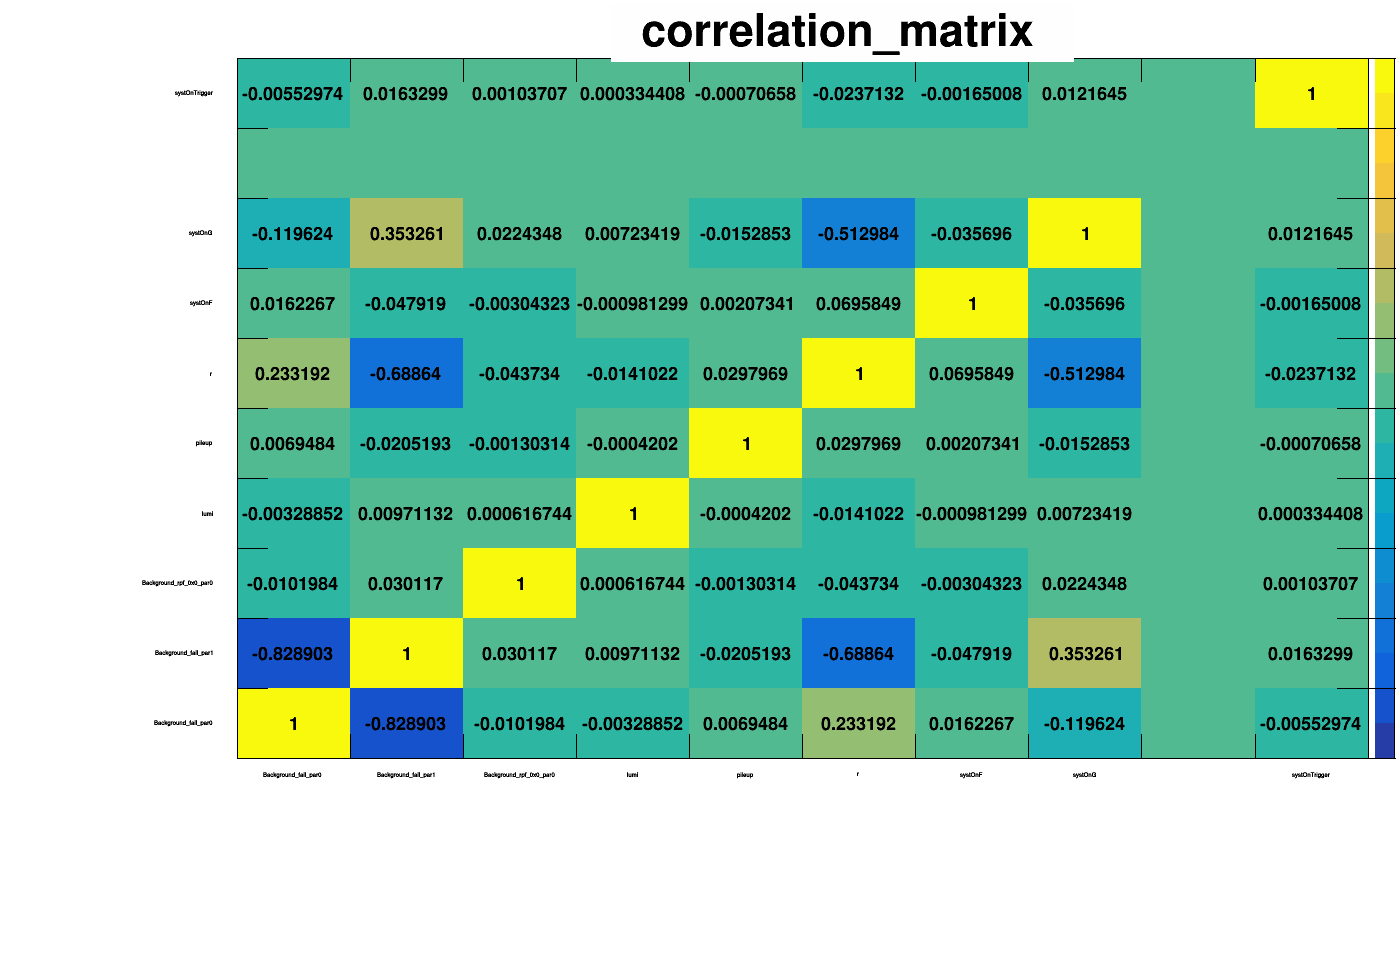 correlation_matrix
systOnTrigger -0.00552974 0.0163299 0.00103707 0.000334408 -0.00070658 -0.0237132 -0.00165008 0.0121645 1
systOnG -0.119624 0.353261 0.0224348 0.00723419 -0.0152853 -0.512984 -0.035696 1 0.0121645
systOnF 0.0162267 -0.047919 -0.00304323 -0.000981299 0.00207341 0.0695849 1 -0.035696 -0.00165008
r 0.233192 -0.68864 -0.043734 -0.0141022 0.0297969 1 0.0695849 -0.512984 -0.0237132
pileup 0.0069484 -0.0205193 -0.00130314 -0.0004202 1 0.0297969 0.00207341 -0.0152853 -0.00070658
lumi -0.00328852 0.00971132 0.000616744 1 -0.0004202 -0.0141022 -0.000981299 0.00723419 0.000334408
Background_rpf_0x0_par0 -0.0101984 0.030117 1 0.000616744 -0.00130314 -0.043734 -0.00304323 0.0224348 0.00103707
Background_fail_par1 -0.828903 1 0.030117 0.00971132 -0.0205193 -0.68864 -0.047919 0.353261 0.0163299
Background_fail_par0 1 -0.828903 -0.0101984 -0.00328852 0.0069484 0.233192 0.0162267 -0.119624 -0.00552974
Background_fail_par0 Background_fail_par1 Background_rpf_0x0_par0 lumi pileup r systOnF systOnG systOnTrigger